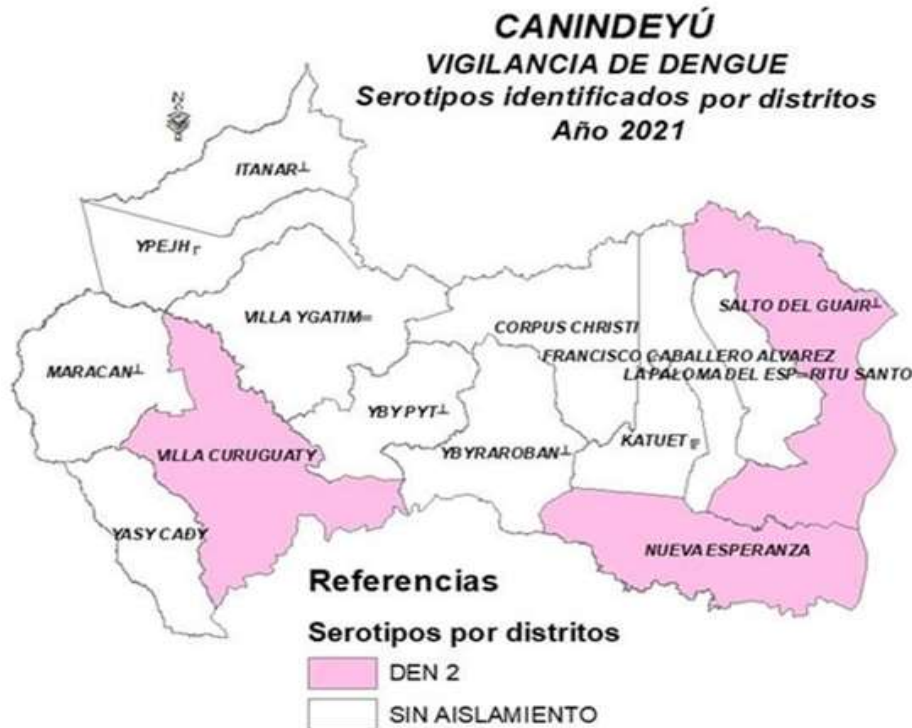 CANINDEYÚ
VIGILANCIA DE DENGUE
Serotipos identificados por distritos
Año 2021
N
ITANAR┴
YPEJH╒
VILLA YGATIM═
SALTO DEL GUAIR┴
CORPUS CHRISTI
FRANCISCO CABALLERO ALVAREZ
LA PALOMA DEL ESP═RITU SANTO
MARACAN┴
YBY PYT┴
KATUET╔
YBYRAROBAN┴
VILLA CURUGUATY
YASY CAÐY
NUEVA ESPERANZA
Referencias
Serotipos por distritos
DEN 2
SIN AISLAMIENTO